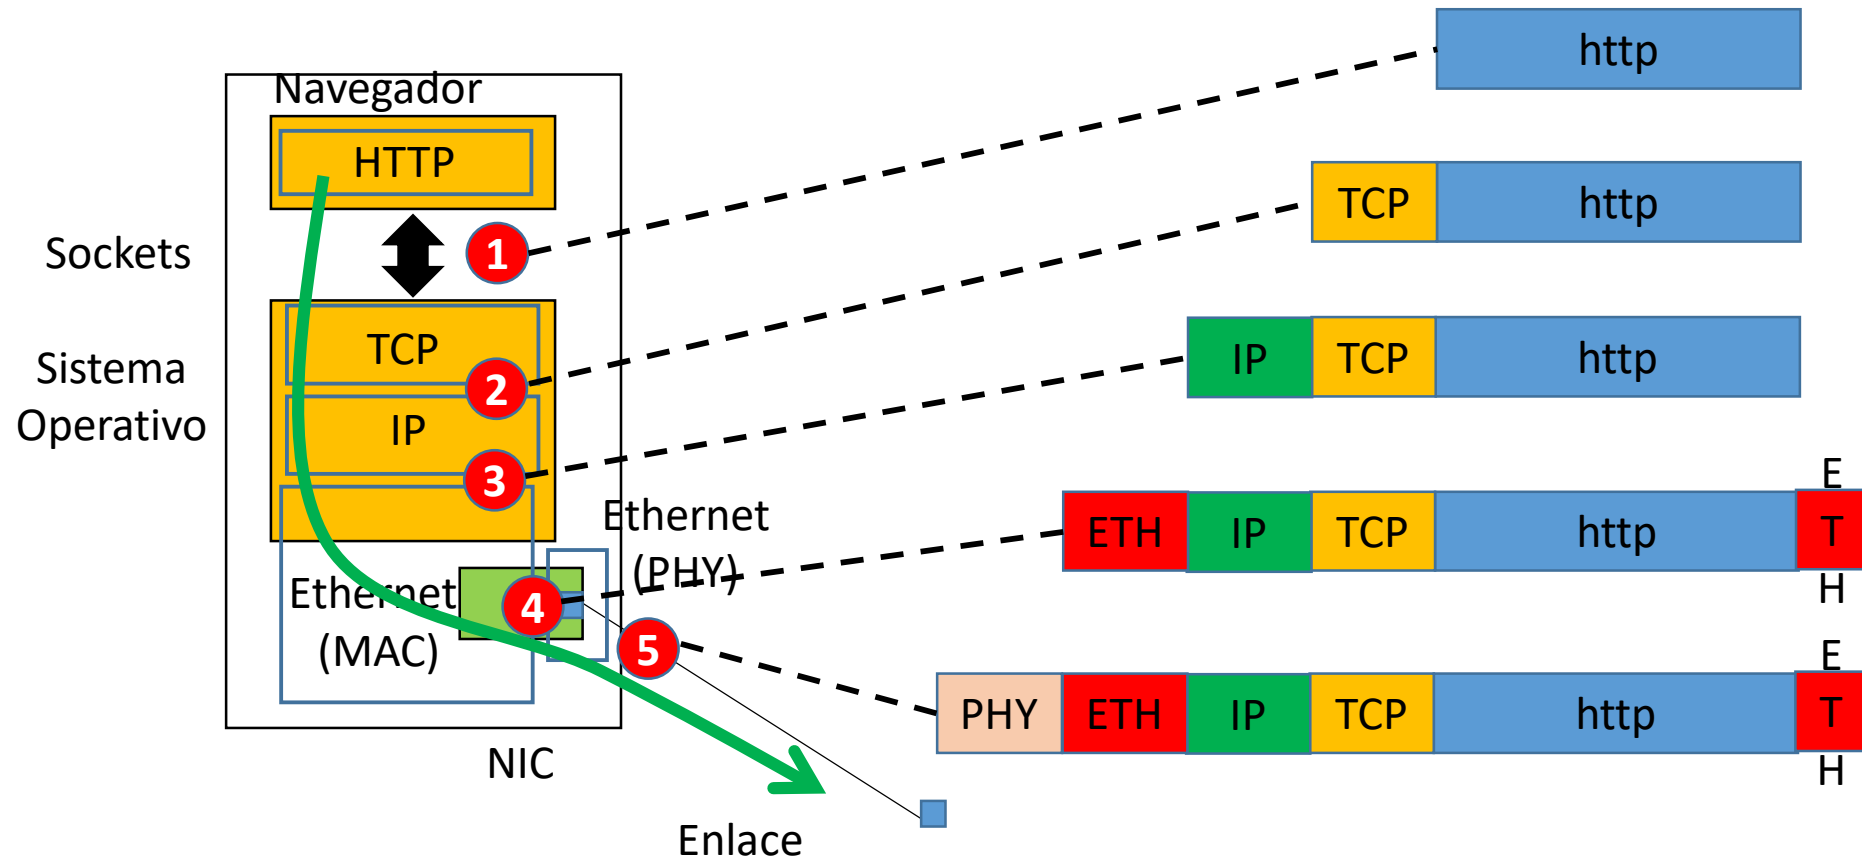 Navegador
HTTP
Sockets
1
Sistema
Operativo
TCP
2
IP
3
Ethernet
(PHY)
Ethernet
(MAC)
4
5
NIC
Enlace
http
TCP http
IP TCP http
ETH IP TCP http
E
T
H
PHY ETH IP TCP http
E
T
H